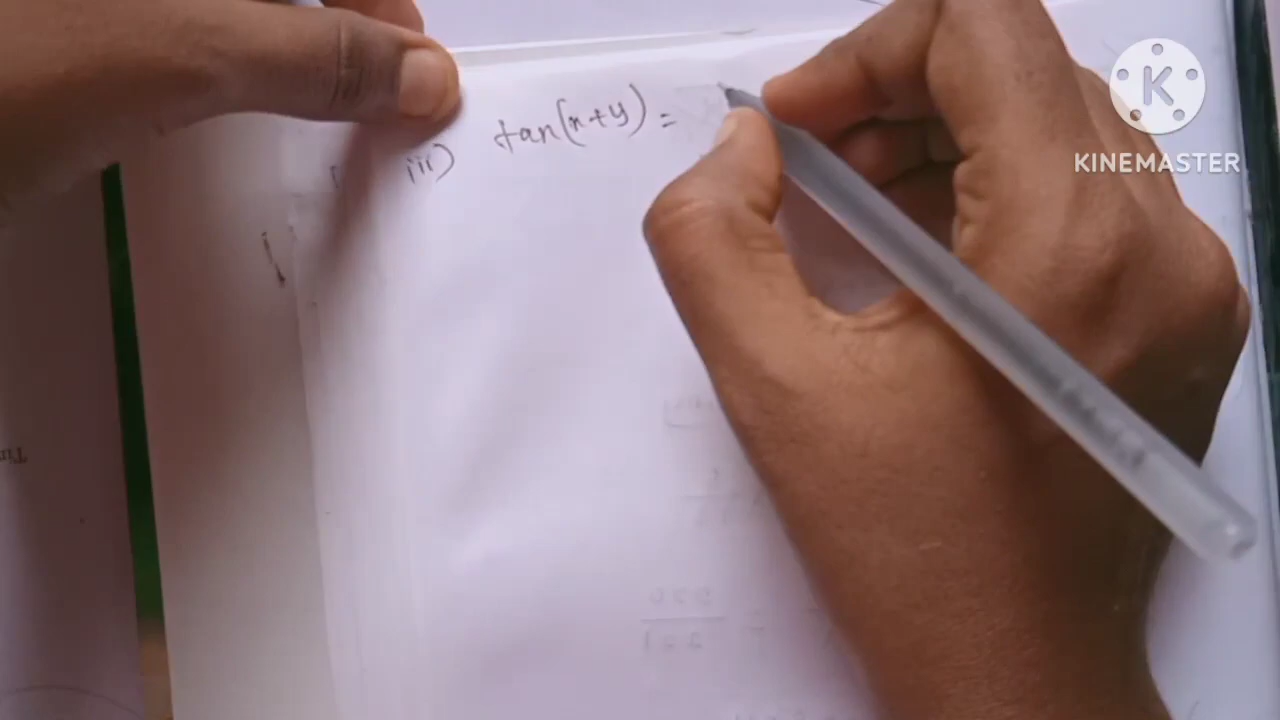 K
KINEMASTER
iii) tan(x+y) =